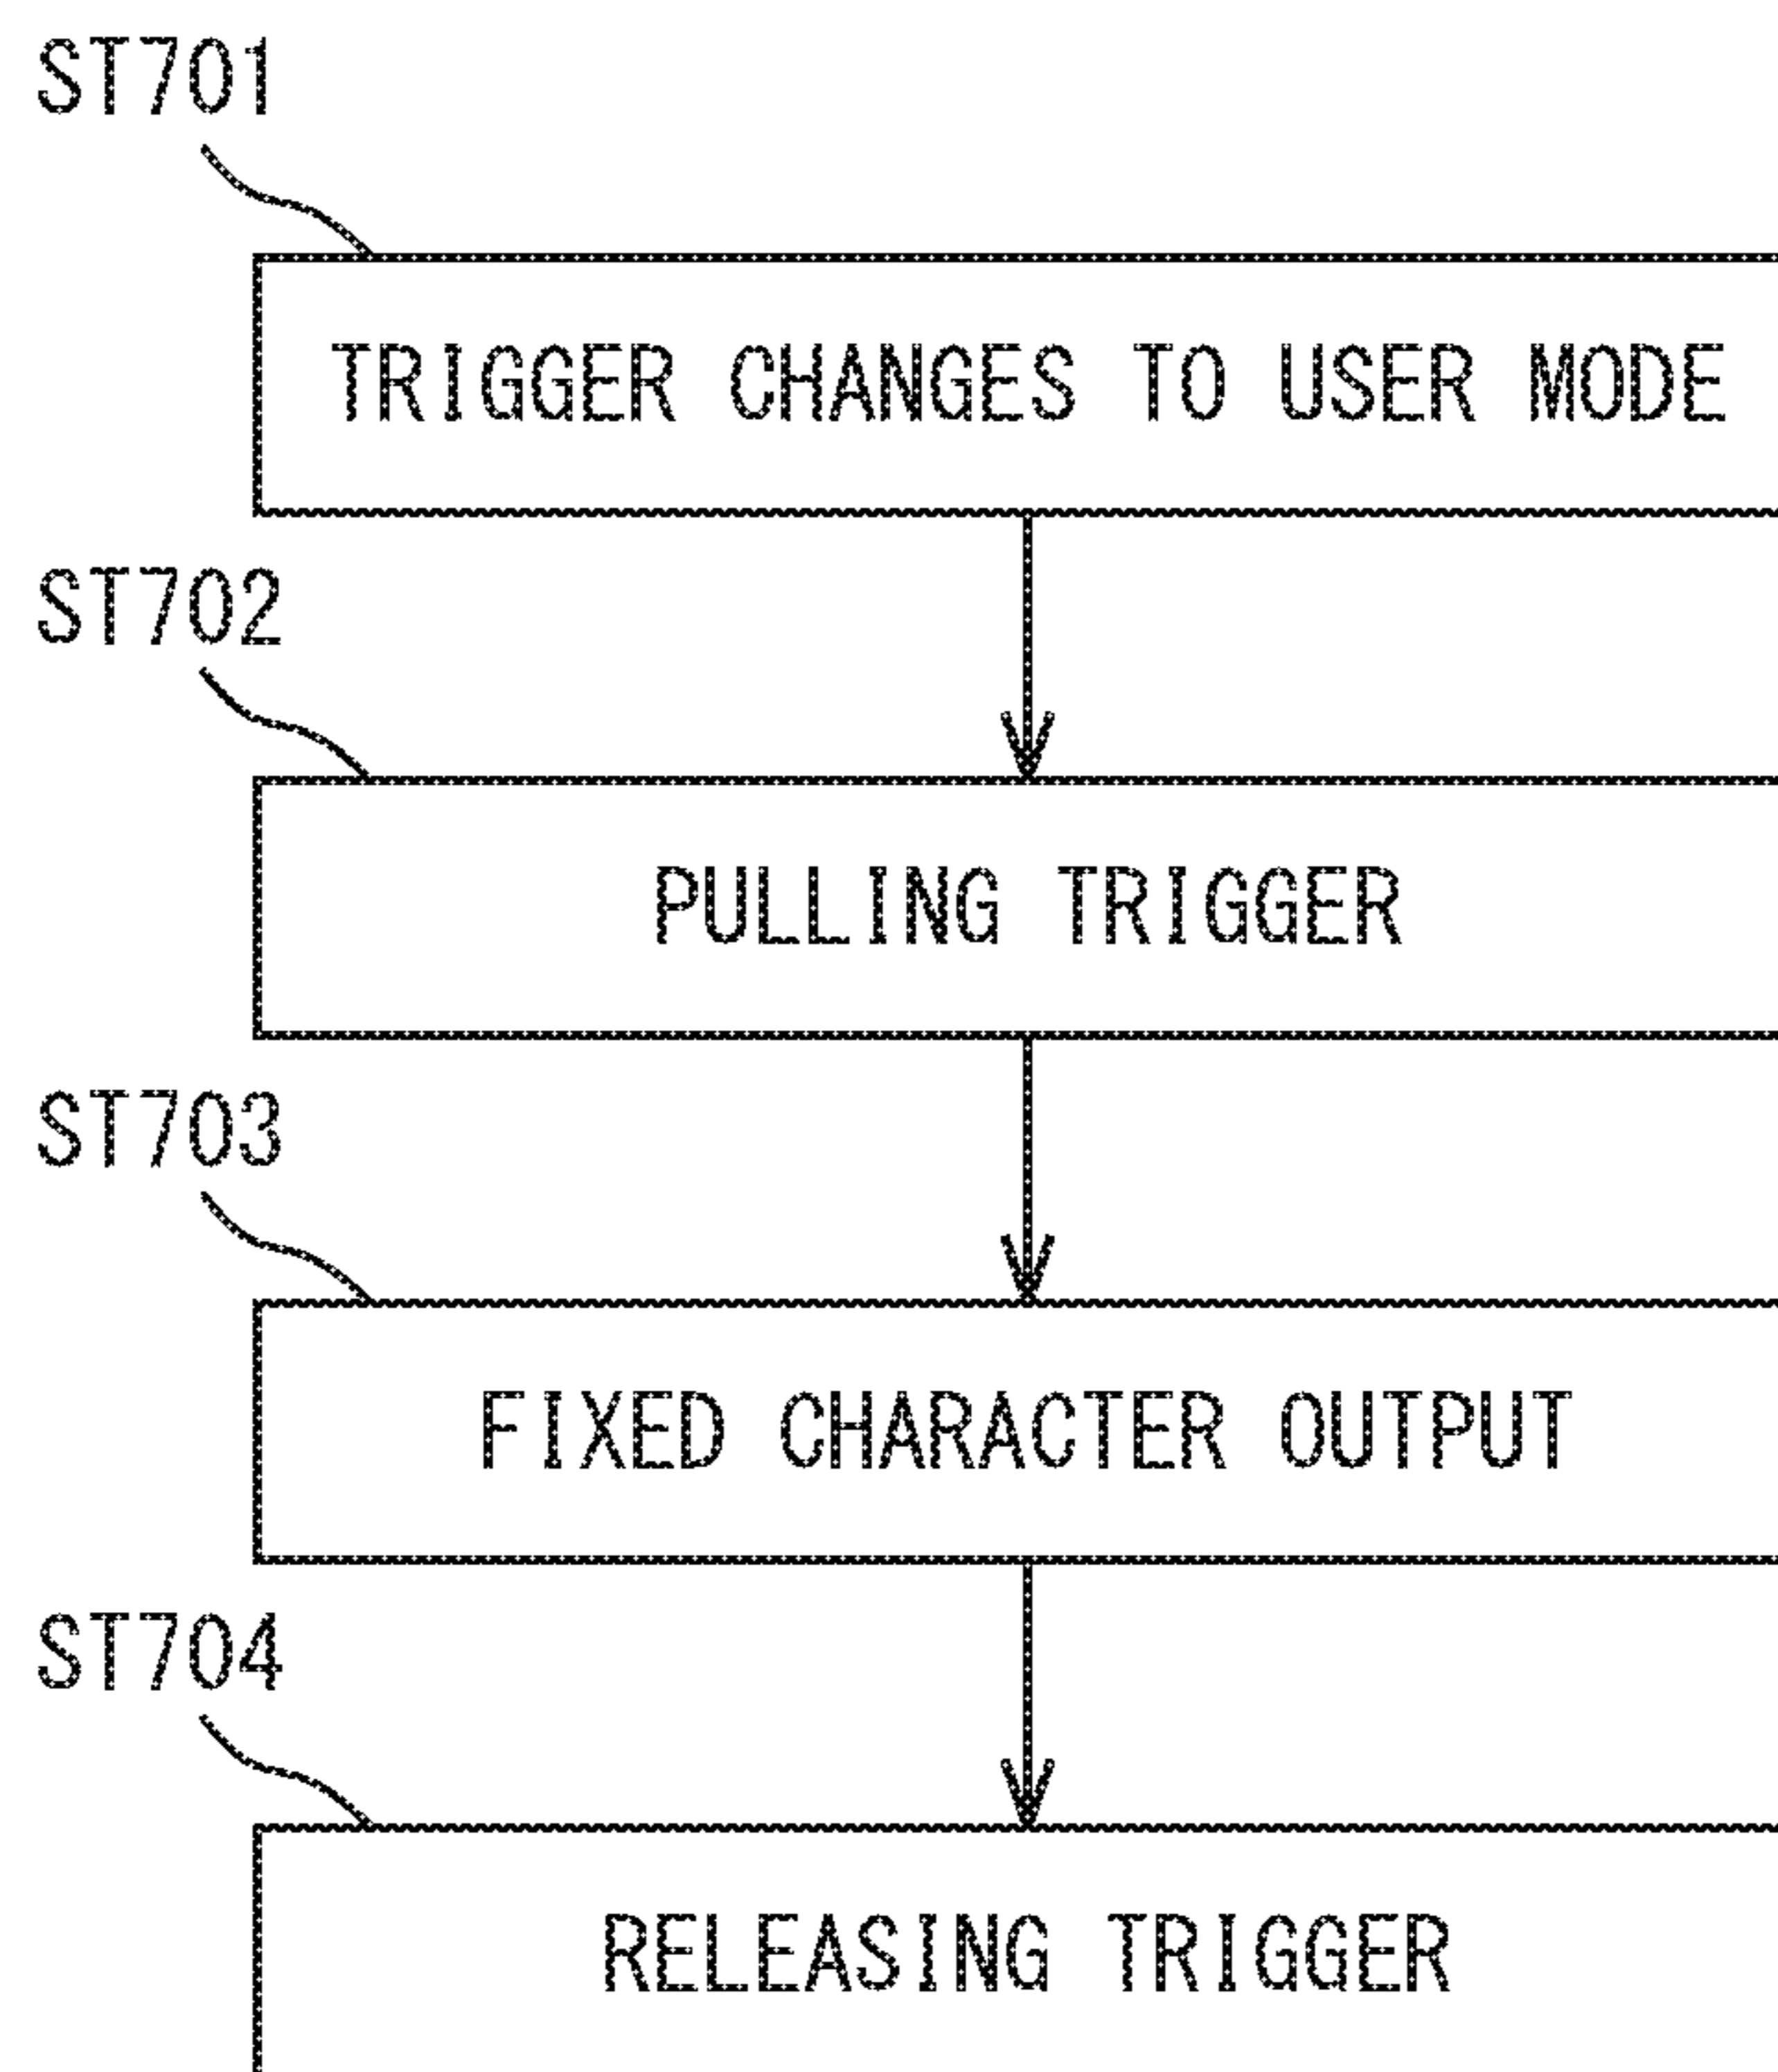 ST701
TRIGGER CHANGES TO USER MODE
ST702
PULLING TRIGGER
ST703
FIXED CHARACTER OUTPUT
ST704
RELEASING TRIGGER